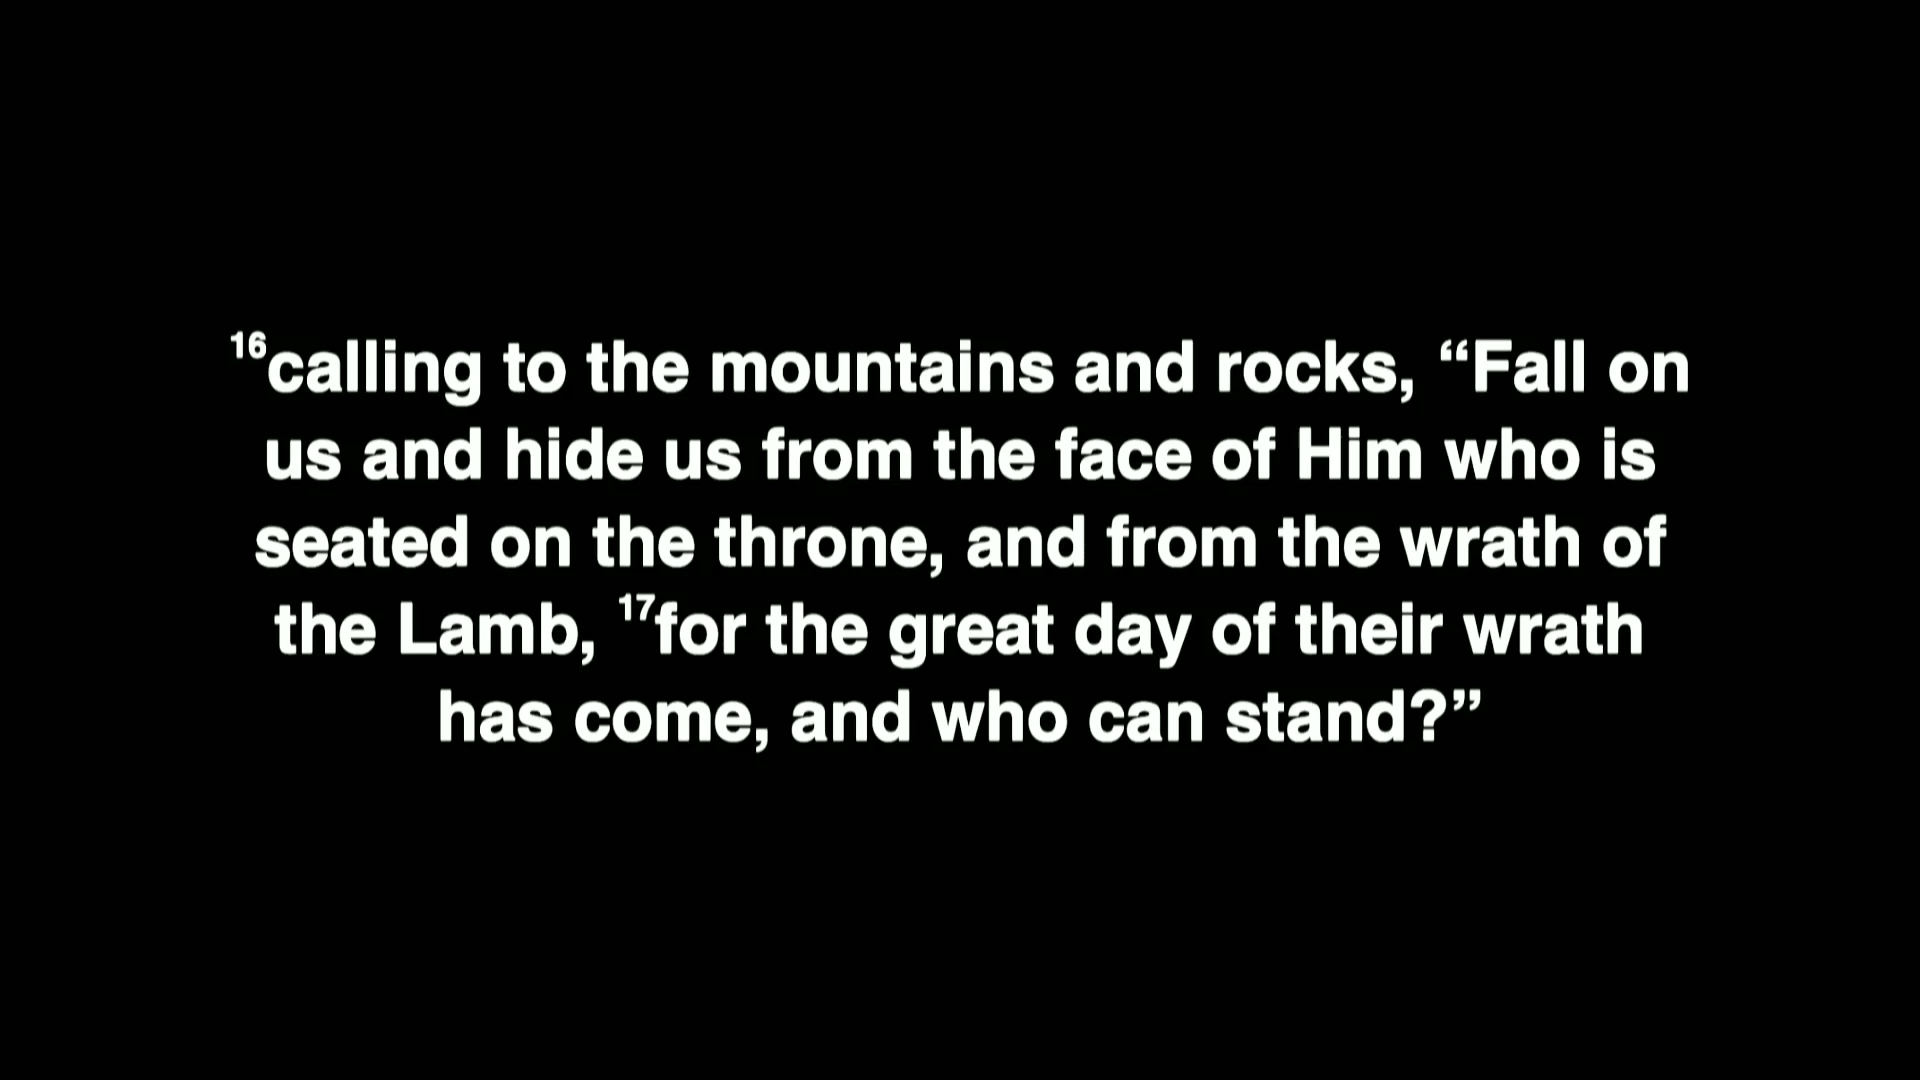 ¹⁶calling to the mountains and rocks, “Fall on
us and hide us from the face of Him who is
seated on the throne, and from the wrath of
the Lamb, ¹⁷for the great day of their wrath
has come, and who can stand?”